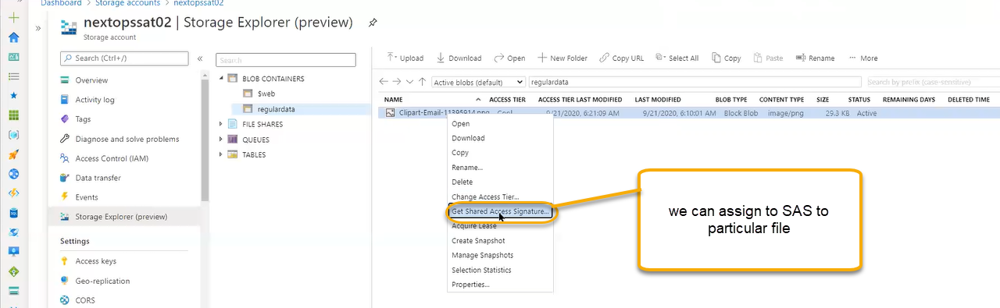 Dashboard > Storage accounts > nextopssat02
nextopssat02 | Storage Explorer (preview)
Storage account
Search (Ctrl+/)
Overview
Activity log
Tags
Diagnose and solve problems
Access Control (IAM)
Data transfer
Events
Storage Explorer (preview)
Settings
Access keys
Geo-replication
CORS
Search
BLOB CONTAINERS
$web
regulardata
FILE SHARES
QUEUES
TABLES
Upload Download Open New Folder Copy URL Select All Copy Paste Rename More
Active blobs (default) regulardata Search by prefix (case-sensitive)
NAME ACCESS TIER ACCESS TIER LAST MODIFIED LAST MODIFIED BLOB TYPE CONTENT TYPE SIZE STATUS REMAINING DAYS DELETED TIME
Clipart-Email-11395914.png Cool 9/21/2020, 6:21:09 AM 9/21/2020, 6:10:01 AM Block Blob image/png 29.3 KB Active
Open
Download
Copy
Rename...
Delete
Change Access Tier...
Get Shared Access Signature...
Acquire Lease
Create Snapshot
Manage Snapshots
Selection Statistics
Properties...
we can assign to SAS to
particular file